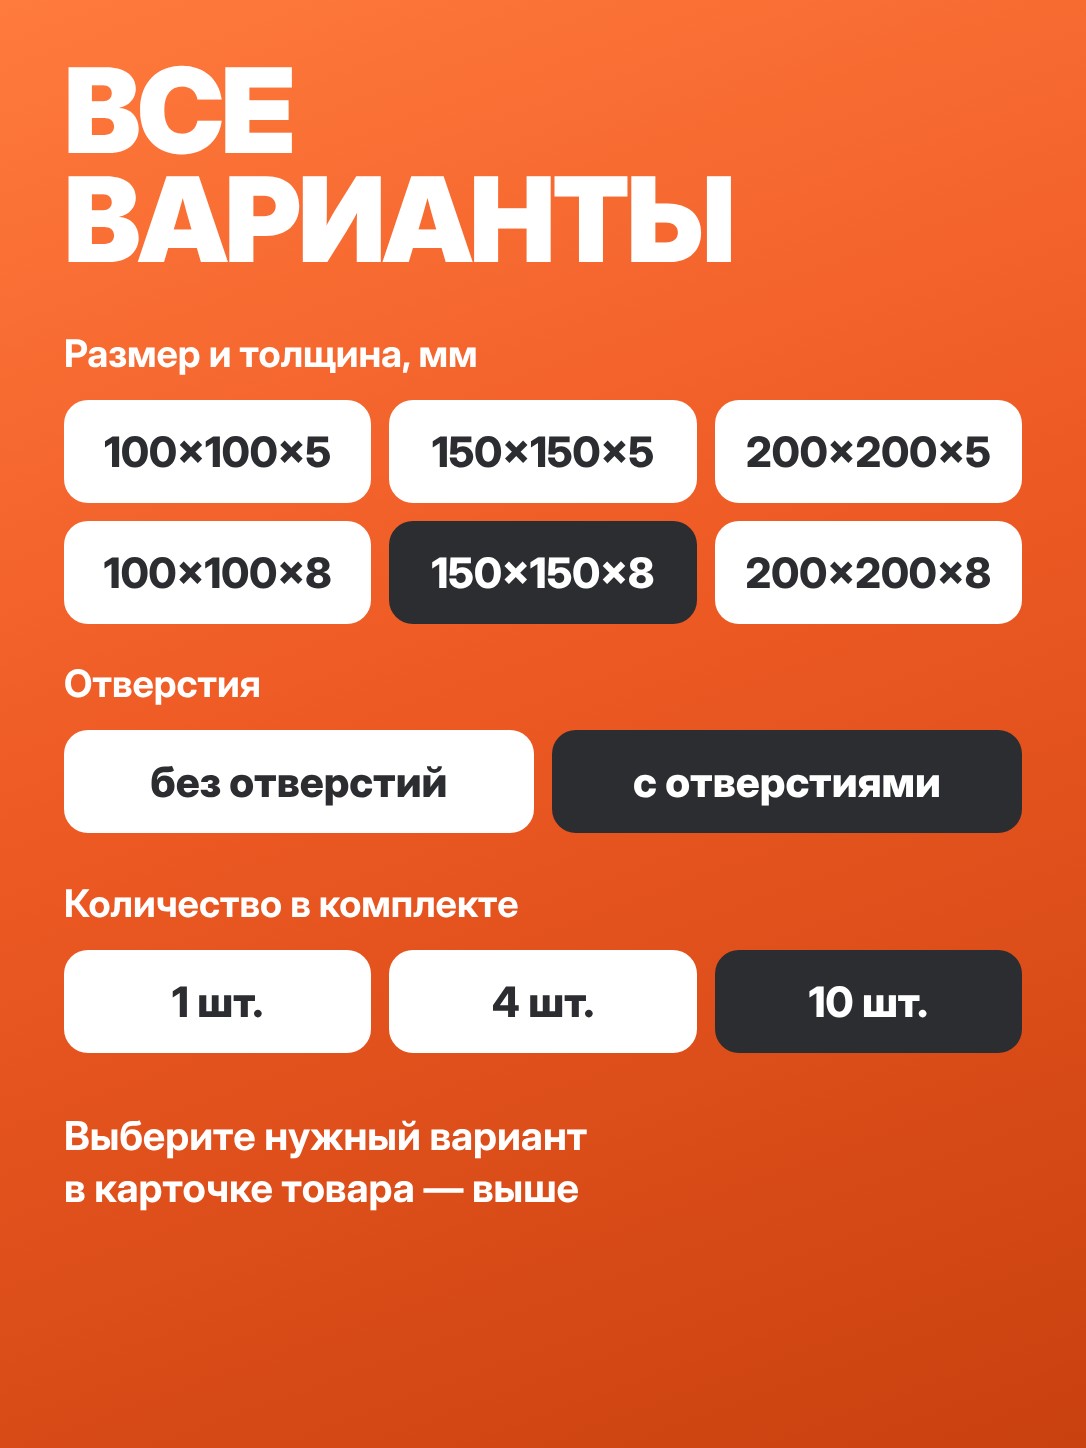 ВСЕ
ВАРИАНТЫ
Размер и толщина, мм
100×100×5 150×150×5 200×200×5
100×100×8 150×150×8 200×200×8
Отверстия
без отверстий с отверстиями
Количество в комплекте
1 шт. 4 шт. 10 шт.
Выберите нужный вариант
в карточке товара — выше